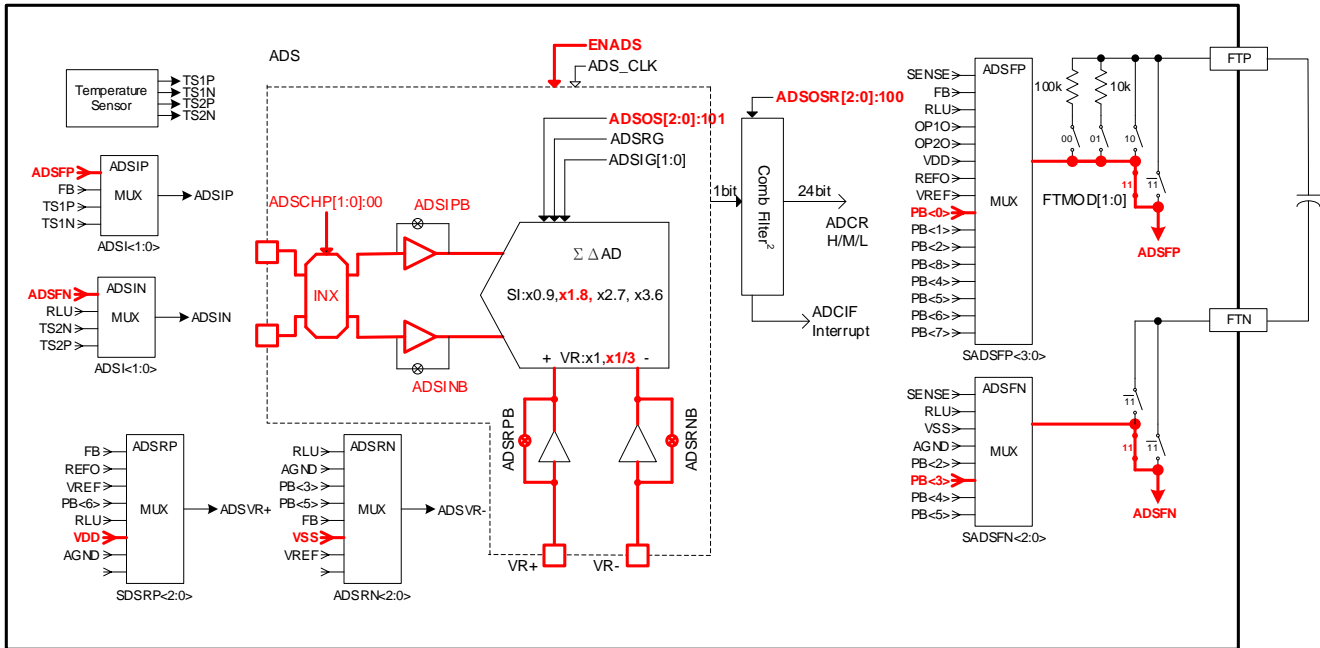 ADS
ENADS
ADS_CLK
Temperature
Sensor
TS1P
TS1N
TS2P
TS2N
ADSOS[2:0]:101
ADSRG
ADSIG[1:0]
ADSOSR[2:0]:100
ADSFP
FB
TS1P
TS1N
ADSIP
MUX
ADSIP
ADSI<1:0>
ADSFN
RLU
TS2N
TS2P
ADSIN
MUX
ADSIN
ADSI<1:0>
ADSCHP[1:0]:00
INX
ADSIPB
ADSINB
Σ Δ AD
SI:x0.9,x1.8, x2.7, x3.6
+ VR:x1,x1/3 -
ADSRPB
ADSRNB
VR+
VR-
1bit
Comb Filter2
24bit
ADCR
H/M/L
ADCIF
Interrupt
FB
REFO
VREF
PB<6>
RLU
VDD
AGND
ADSRP
MUX
ADSVR+
SDSRP<2:0>
RLU
AGND
PB<3>
PB<5>
FB
VSS
VREF
ADSRN
MUX
ADSVR-
ADSRN<2:0>
SENSE
FB
RLU
OP1O
OP2O
VDD
REFO
VREF
PB<0>
PB<1>
PB<2>
PB<8>
PB<4>
PB<5>
PB<6>
PB<7>
ADSFP
MUX
SADSFP<3:0>
100k
10k
00
01
10
11
11
FTMOD[1:0]
ADSFP
FTP
SENSE
RLU
VSS
AGND
PB<2>
PB<3>
PB<4>
PB<5>
ADSFN
MUX
SADSFN<2:0>
11
11
11
ADSFN
FTN